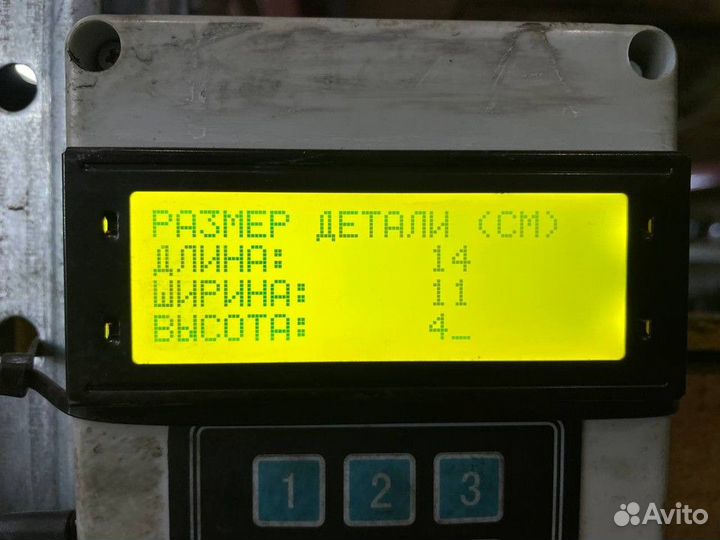 РАЗМЕР ДЕТАЛИ (СМ)
ДЛИНА: 14
ШИРИНА: 11
ВЫСОТА: 4_
1 2 3
Avito